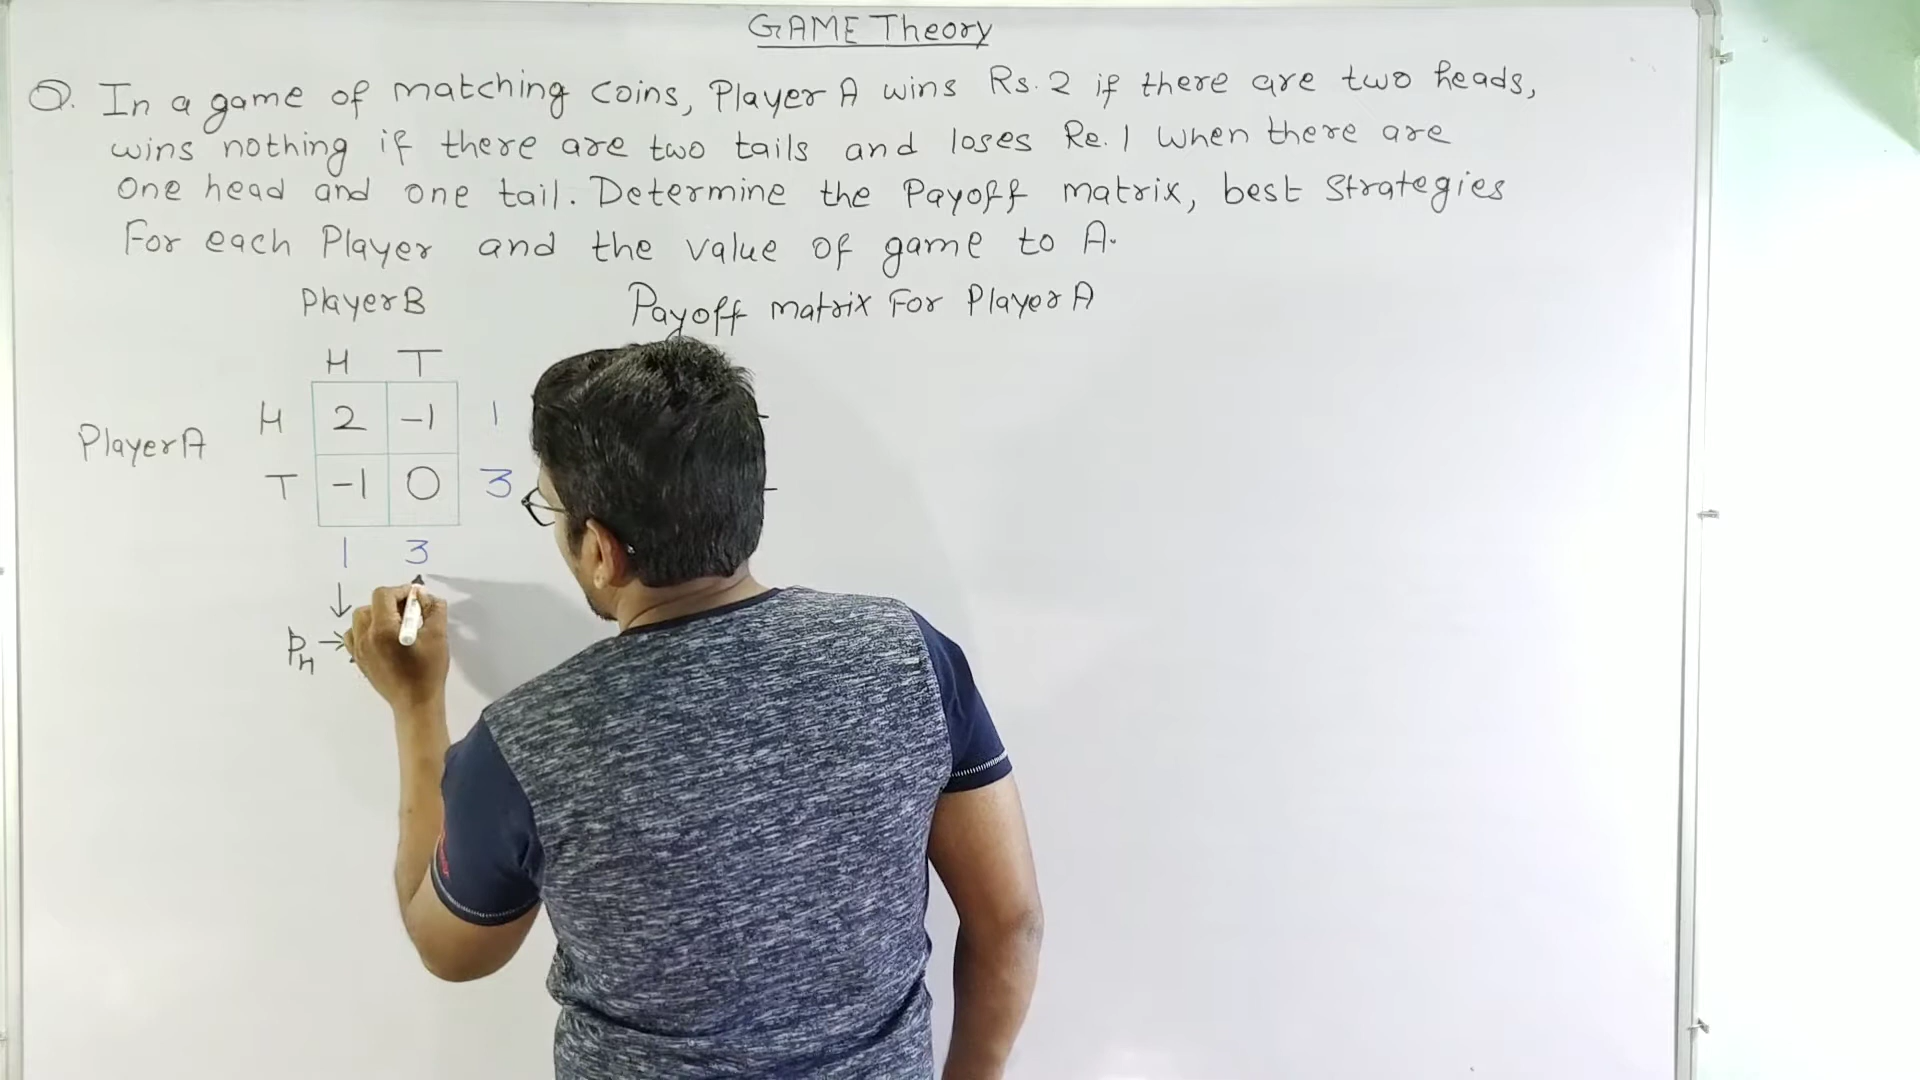 GAME Theory
Q. In a game of matching coins, Player A wins Rs. 2 if there are two heads,
wins nothing if there are two tails and loses Re. 1 when there are
one head and one tail. Determine the Payoff matrix, best strategies
For each Player and the value of game to A.
Player B
Payoff matrix For Player A
H T
H 2 -1 1
Player A
T -1 0 3
1 3
↓
PH →